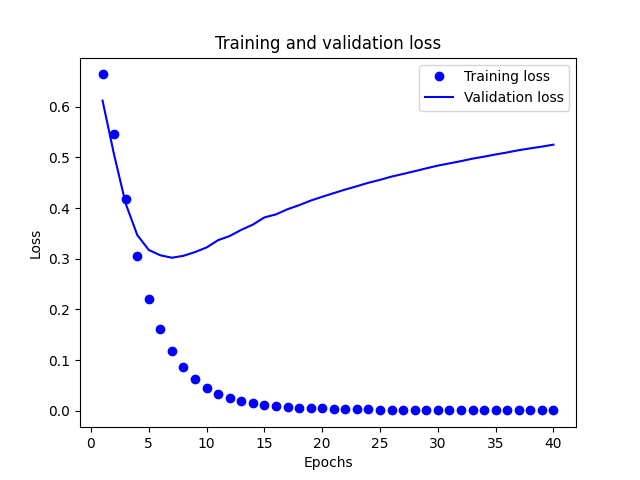 Training and validation loss
Training loss
Validation loss
0.6
0.5
0.4
0.3
0.2
0.1
0.0
Loss
0 5 10 15 20 25 30 35 40
Epochs